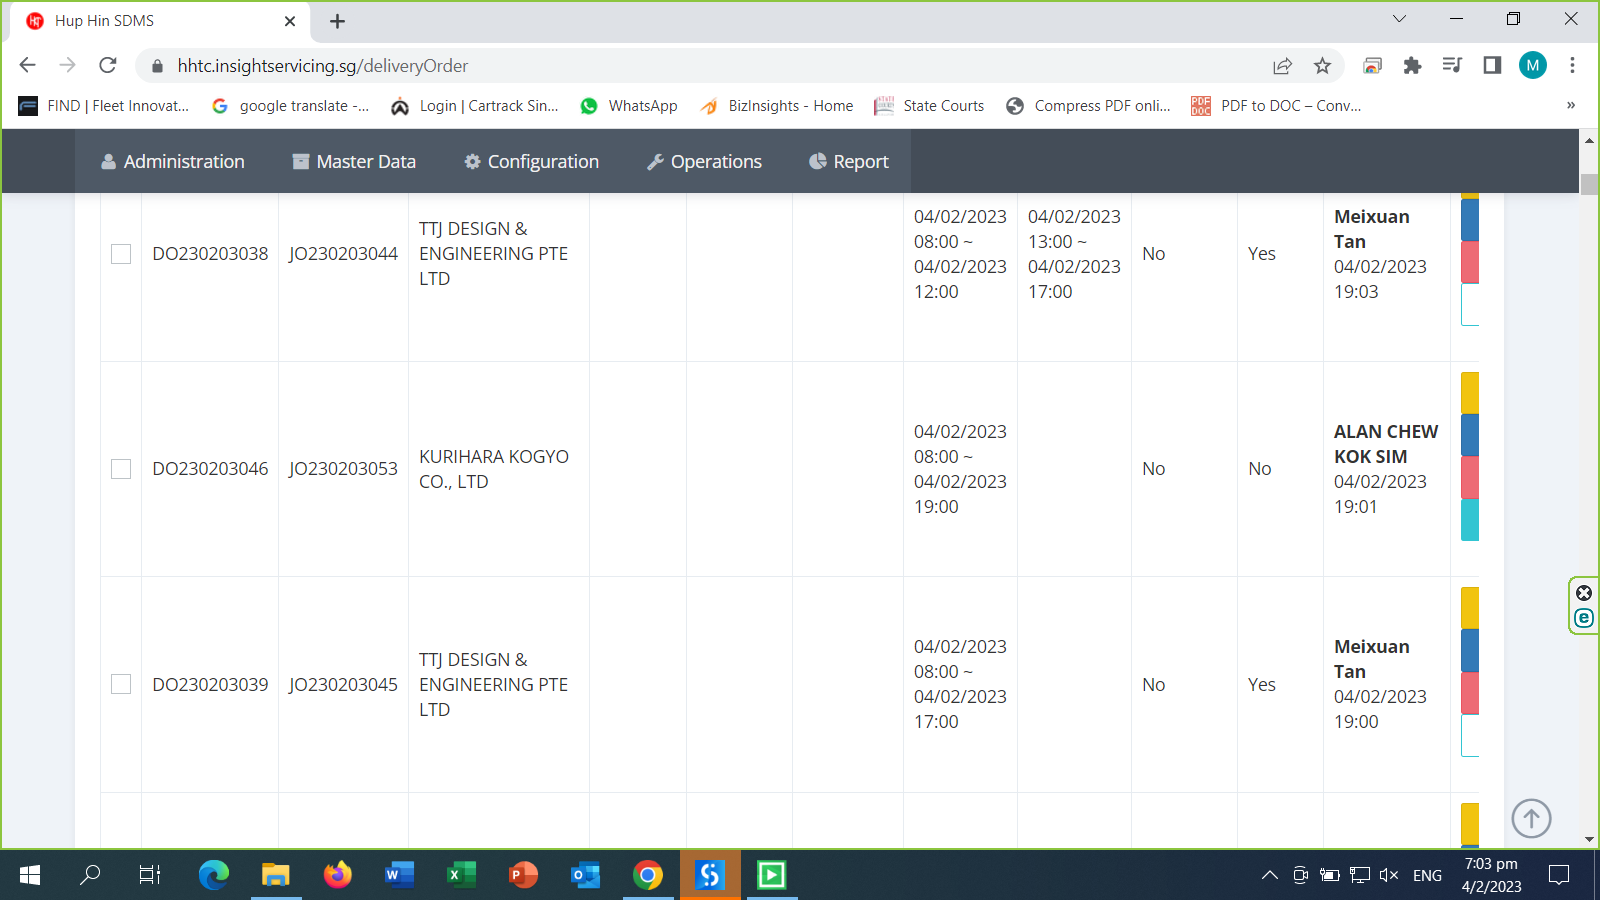 Hup Hin SDMS
hhtc.insightservicing.sg/deliveryOrder
M
FIND | Fleet Innovat...
google translate -...
Login | Cartrack Sin...
WhatsApp
BizInsights - Home
State Courts
Compress PDF onli...
PDF to DOC – Conv...
»
Administration
Master Data
Configuration
Operations
Report
DO230203038
JO230203044
TTJ DESIGN &
ENGINEERING PTE
LTD
04/02/2023
08:00 ~
04/02/2023
12:00
04/02/2023
13:00 ~
04/02/2023
17:00
No
Yes
Meixuan
Tan
04/02/2023
19:03
DO230203046
JO230203053
KURIHARA KOGYO
CO., LTD
04/02/2023
08:00 ~
04/02/2023
19:00
No
No
ALAN CHEW
KOK SIM
04/02/2023
19:01
DO230203039
JO230203045
TTJ DESIGN &
ENGINEERING PTE
LTD
04/02/2023
08:00 ~
04/02/2023
17:00
No
Yes
Meixuan
Tan
04/02/2023
19:00
ENG
7:03 pm
4/2/2023